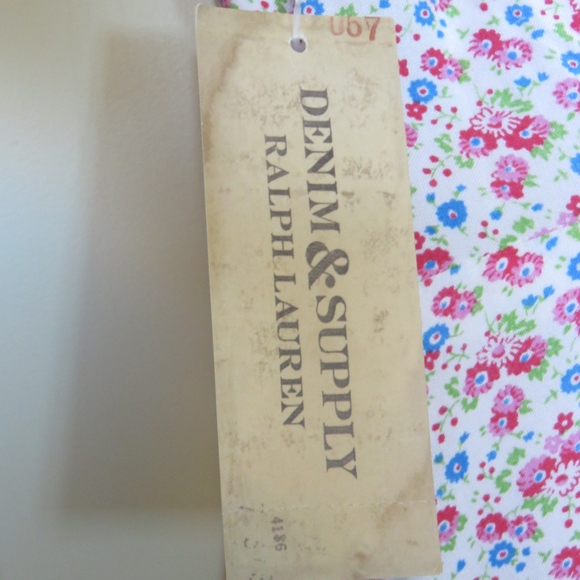 067
DENIM & SUPPLY
RALPH LAUREN
4186